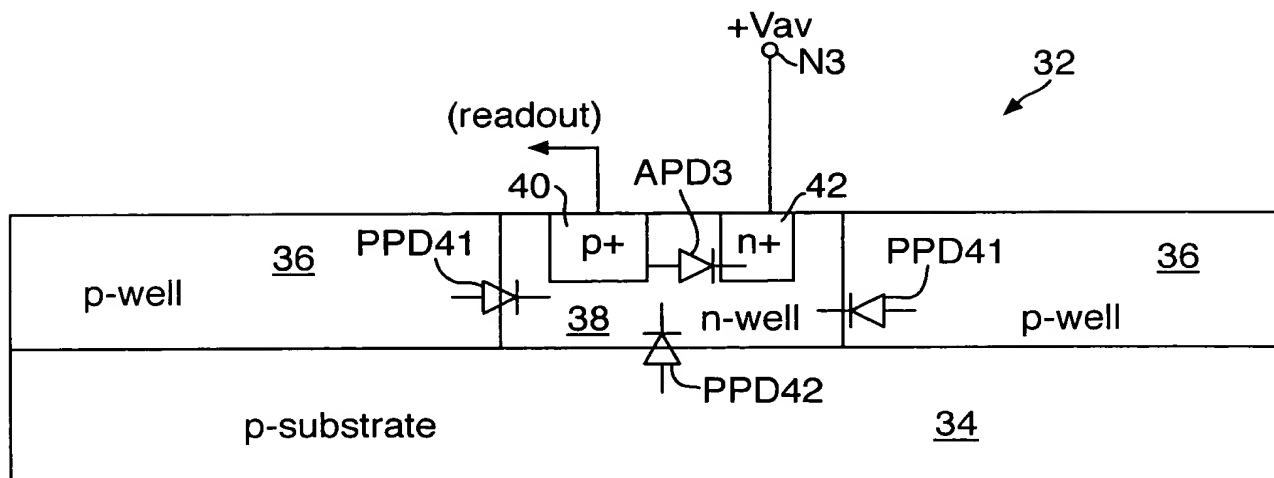 +Vav
N3
32
(readout)
APD3
40
42
p+
n+
PPD41
36
PPD41
36
p-well
38
n-well
p-well
PPD42
p-substrate
34